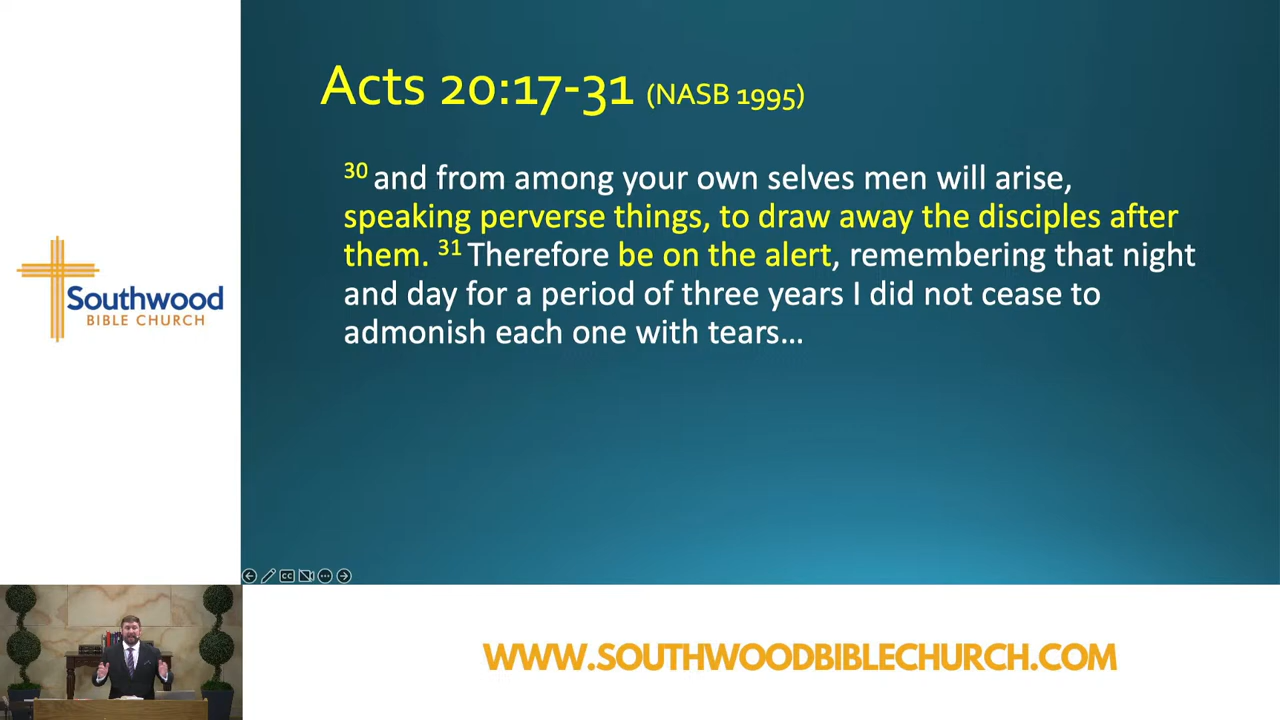 Acts 20:17-31 (NASB 1995)
30 and from among your own selves men will arise,
speaking perverse things, to draw away the disciples after
them. 31 Therefore be on the alert, remembering that night
and day for a period of three years I did not cease to
admonish each one with tears…
Southwood
BIBLE CHURCH
CC
WWW.SOUTHWOODBIBLECHURCH.COM